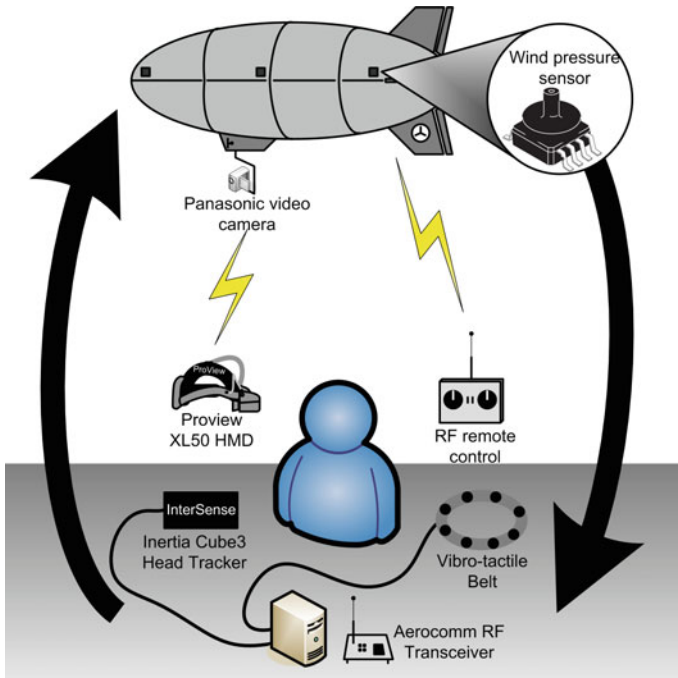 Wind pressure
sensor
Panasonic video
camera
ProView
Proview
XL50 HMD
RF remote
control
InterSense
Inertia Cube3
Head Tracker
Vibro-tactile
Belt
Aerocomm RF
Transceiver